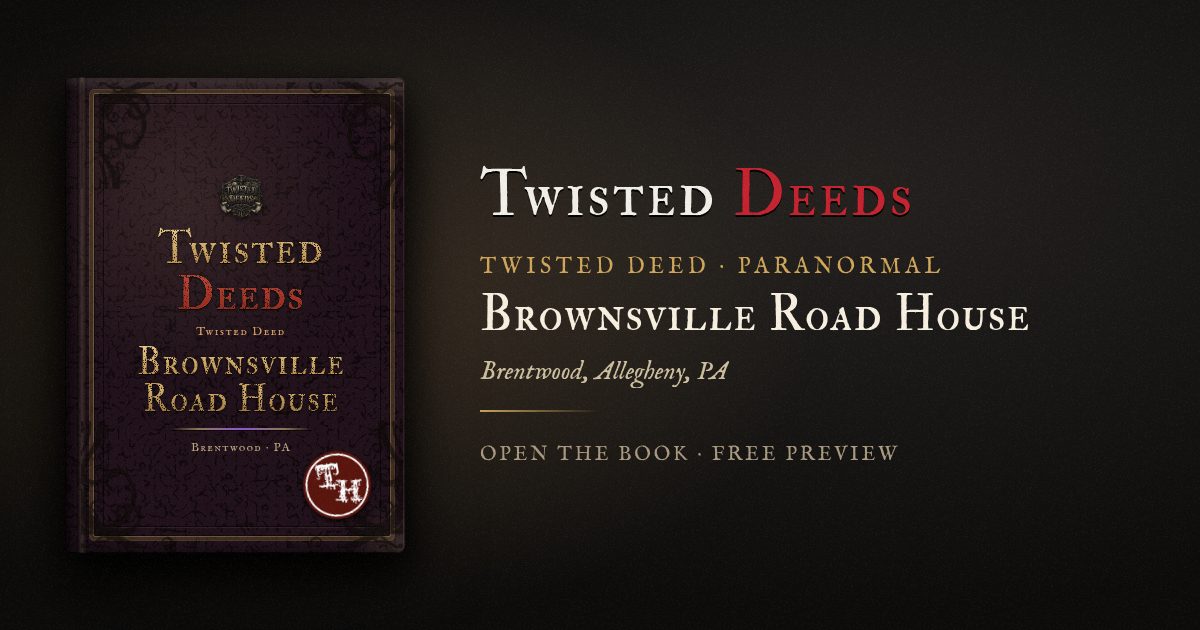 Twisted
Deeds
Twisted Deed
Brownsville
Road House
Brentwood · PA
TH
Twisted Deeds
TWISTED DEED · PARANORMAL
Brownsville Road House
Brentwood, Allegheny, PA
OPEN THE BOOK · FREE PREVIEW